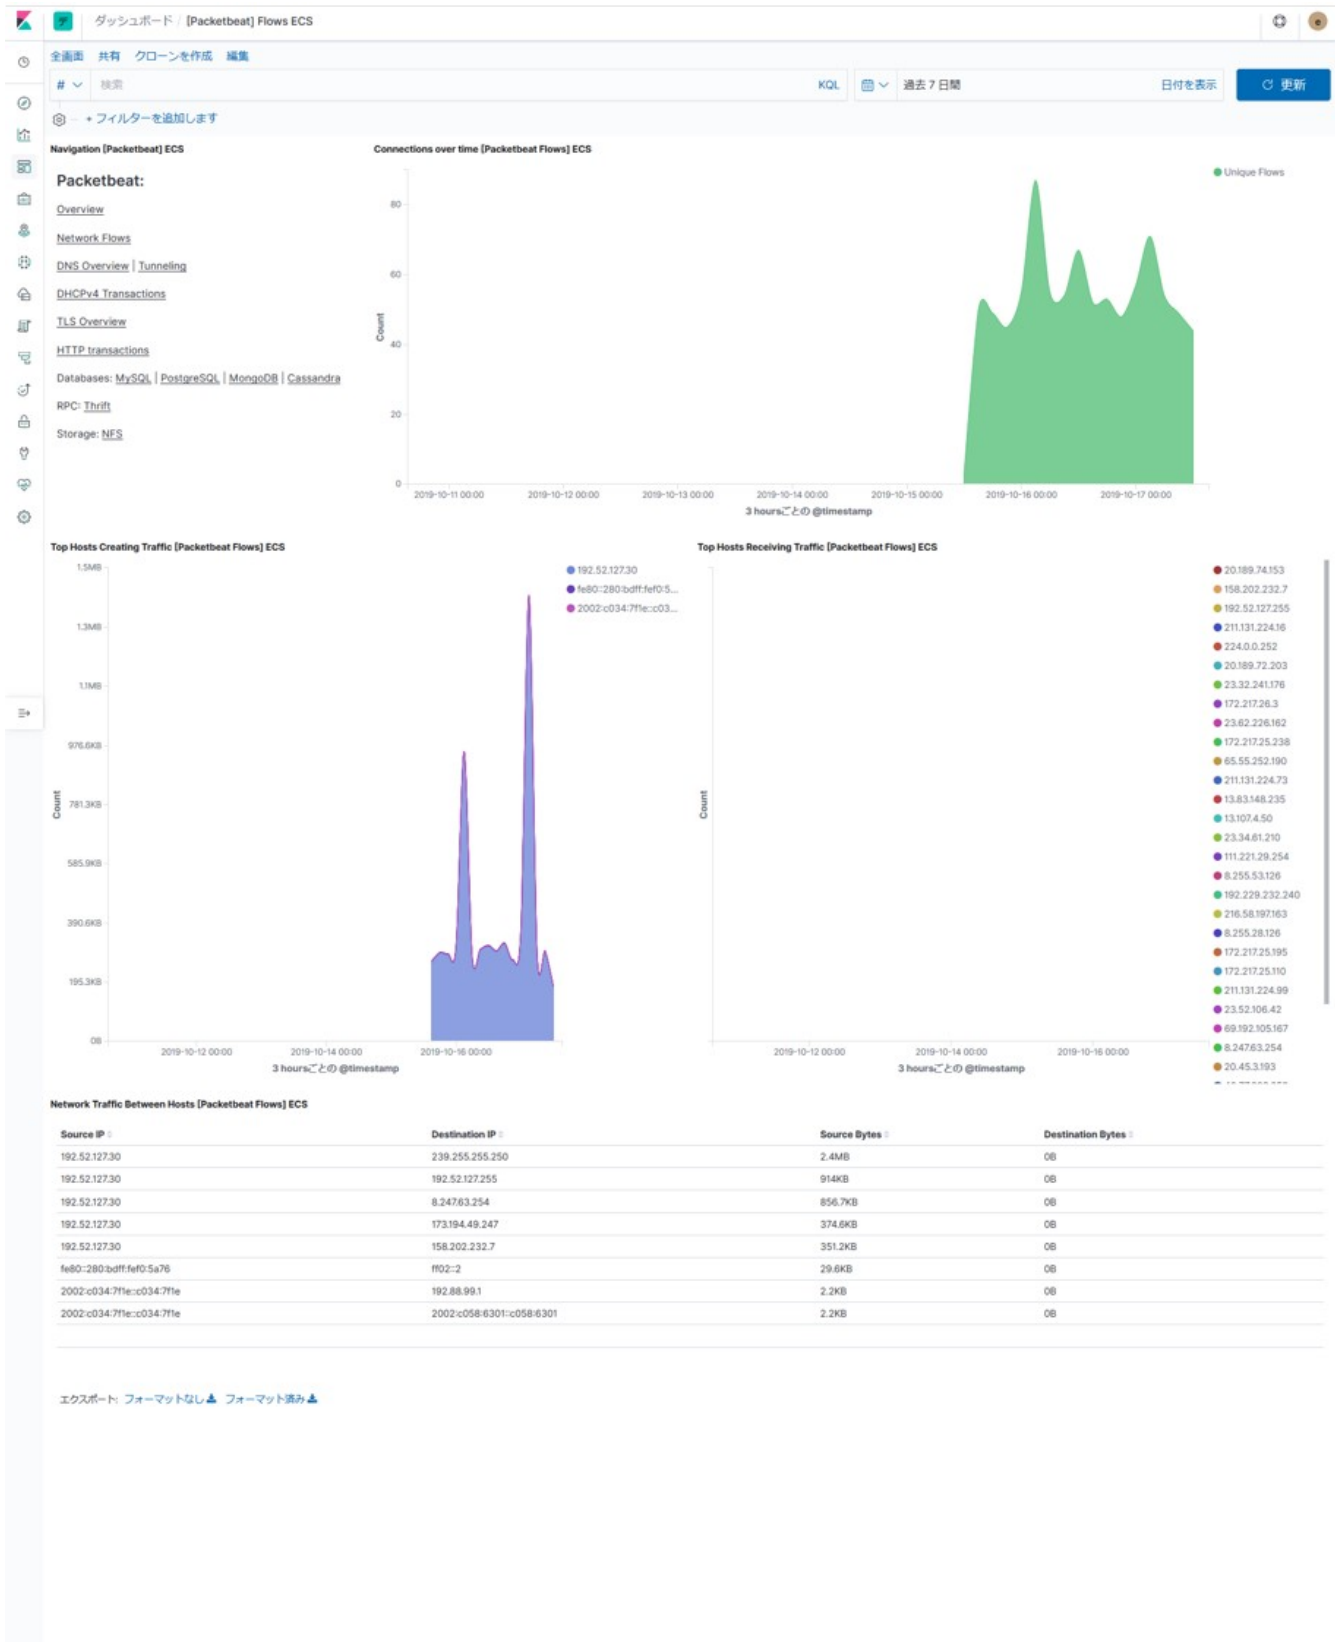 デ ダッシュボード / [Packetbeat] Flows ECS e
全画面 共有 クローンを作成 編集
# 検索 KQL 過去 7 日間 日付を表示 更新
+ フィルターを追加します
Navigation [Packetbeat] ECS
Packetbeat:
Overview
Network Flows
DNS Overview | Tunneling
DHCPv4 Transactions
TLS Overview
HTTP transactions
Databases: MySQL | PostgreSQL | MongoDB | Cassandra
RPC: Thrift
Storage: NFS
Connections over time [Packetbeat Flows] ECS
Unique Flows
Count
80
60
40
20
0
2019-10-11 00:00 2019-10-12 00:00 2019-10-13 00:00 2019-10-14 00:00 2019-10-15 00:00 2019-10-16 00:00 2019-10-17 00:00
3 hoursごとの @timestamp
Top Hosts Creating Traffic [Packetbeat Flows] ECS
192.52.127.30
fe80::280:bdff:fef0:5...
2002:c034:7f1e::c03...
Count
1.5MB
1.3MB
1.1MB
976.6KB
781.3KB
585.9KB
390.6KB
195.3KB
0B
2019-10-12 00:00 2019-10-14 00:00 2019-10-16 00:00
3 hoursごとの @timestamp
Top Hosts Receiving Traffic [Packetbeat Flows] ECS
Count
2019-10-12 00:00 2019-10-14 00:00 2019-10-16 00:00
3 hoursごとの @timestamp
20.189.74.153
158.202.232.7
192.52.127.255
211.131.224.16
224.0.0.252
20.189.72.203
23.32.241.176
172.217.26.3
23.62.226.162
172.217.25.238
65.55.252.190
211.131.224.73
13.83.148.235
13.107.4.50
23.34.61.210
111.221.29.254
8.255.53.126
192.229.232.240
216.58.197.163
8.255.28.126
172.217.25.195
172.217.25.110
211.131.224.99
23.52.106.42
69.192.105.167
8.247.63.254
20.45.3.193
Network Traffic Between Hosts [Packetbeat Flows] ECS
Source IP Destination IP Source Bytes Destination Bytes
192.52.127.30 239.255.255.250 2.4MB 0B
192.52.127.30 192.52.127.255 914KB 0B
192.52.127.30 8.247.63.254 856.7KB 0B
192.52.127.30 173.194.49.247 374.6KB 0B
192.52.127.30 158.202.232.7 351.2KB 0B
fe80::280:bdff:fef0:5a76 ff02::2 29.6KB 0B
2002:c034:7f1e::c034:7f1e 192.88.99.1 2.2KB 0B
2002:c034:7f1e::c034:7f1e 2002:c058:6301::c058:6301 2.2KB 0B
エクスポート: フォーマットなし フォーマット済み